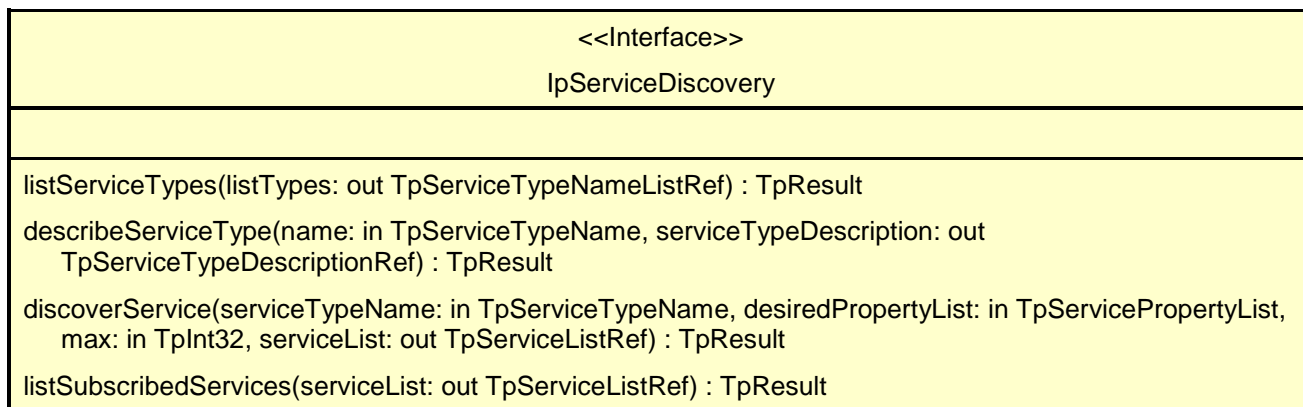 <<Interface>>
IpServiceDiscovery
listServiceTypes(listTypes: out TpServiceTypeNameListRef) : TpResult
describeServiceType(name: in TpServiceTypeName, serviceTypeDescription: out
TpServiceTypeDescriptionRef) : TpResult
discoverService(serviceTypeName: in TpServiceTypeName, desiredPropertyList: in TpServicePropertyList,
max: in TpInt32, serviceList: out TpServiceListRef) : TpResult
listSubscribedServices(serviceList: out TpServiceListRef) : TpResult